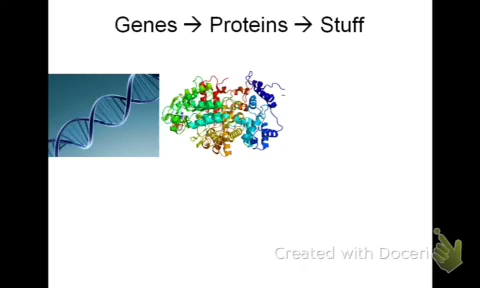 Genes → Proteins → Stuff
Created with Doceri